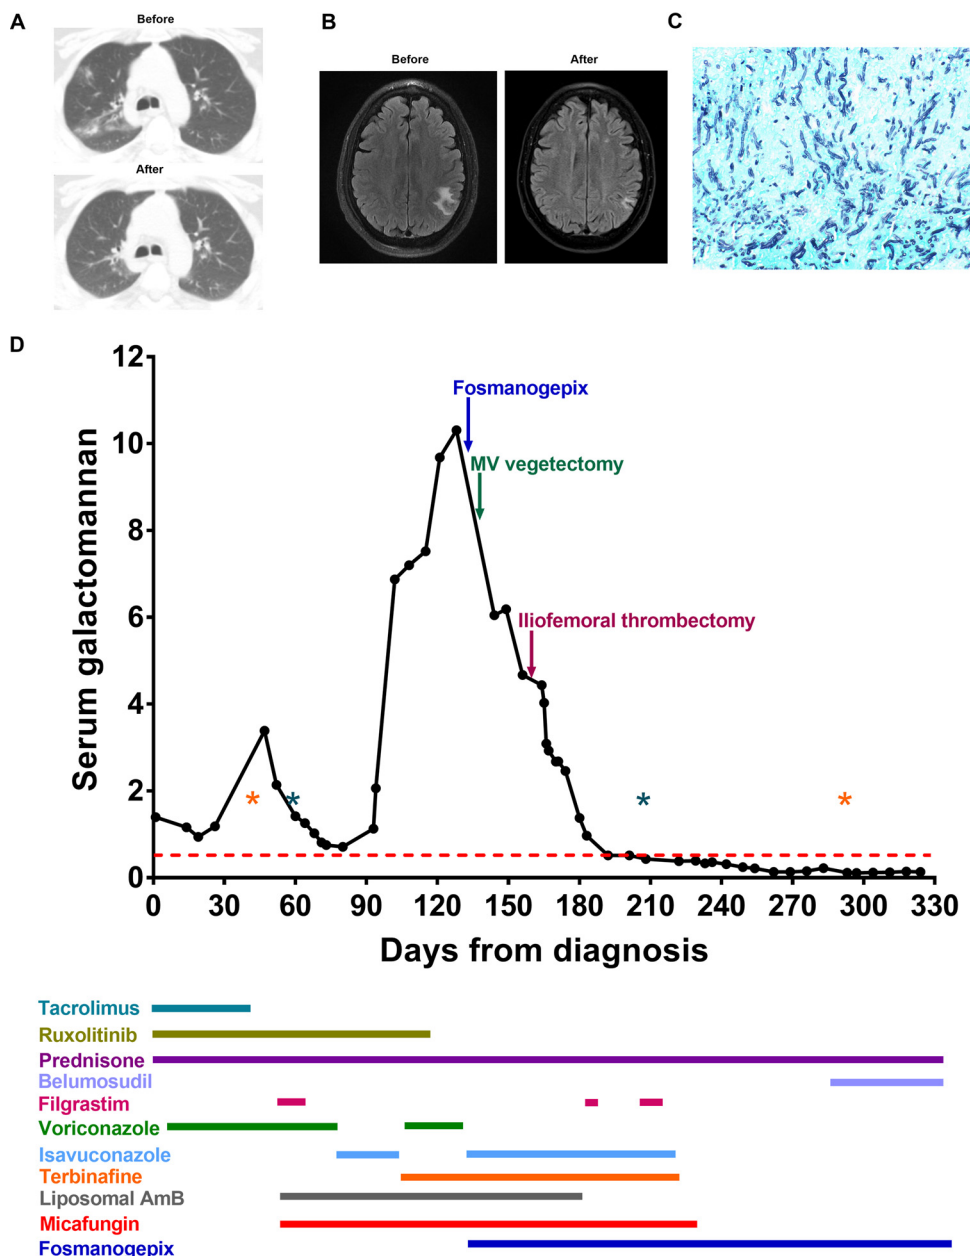 A
Before
After
B
Before
After
C
D
Serum galactomannan
12
10
8
6
4
2
0
Fosmanogepix
MV vegetectomy
Iliofemoral thrombectomy
*
*
*
*
0 30 60 90 120 150 180 210 240 270 300 330
Days from diagnosis
Tacrolimus
Ruxolitinib
Prednisone
Belumosudil
Filgrastim
Voriconazole
Isavuconazole
Terbinafine
Liposomal AmB
Micafungin
Fosmanogepix